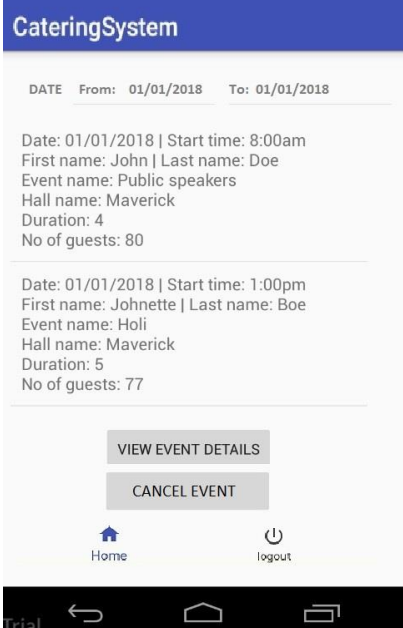 CateringSystem
DATE From: 01/01/2018 To: 01/01/2018
Date: 01/01/2018 | Start time: 8:00am
First name: John | Last name: Doe
Event name: Public speakers
Hall name: Maverick
Duration: 4
No of guests: 80
Date: 01/01/2018 | Start time: 1:00pm
First name: Johnette | Last name: Boe
Event name: Holi
Hall name: Maverick
Duration: 5
No of guests: 77
VIEW EVENT DETAILS
CANCEL EVENT
Home logout
Trial